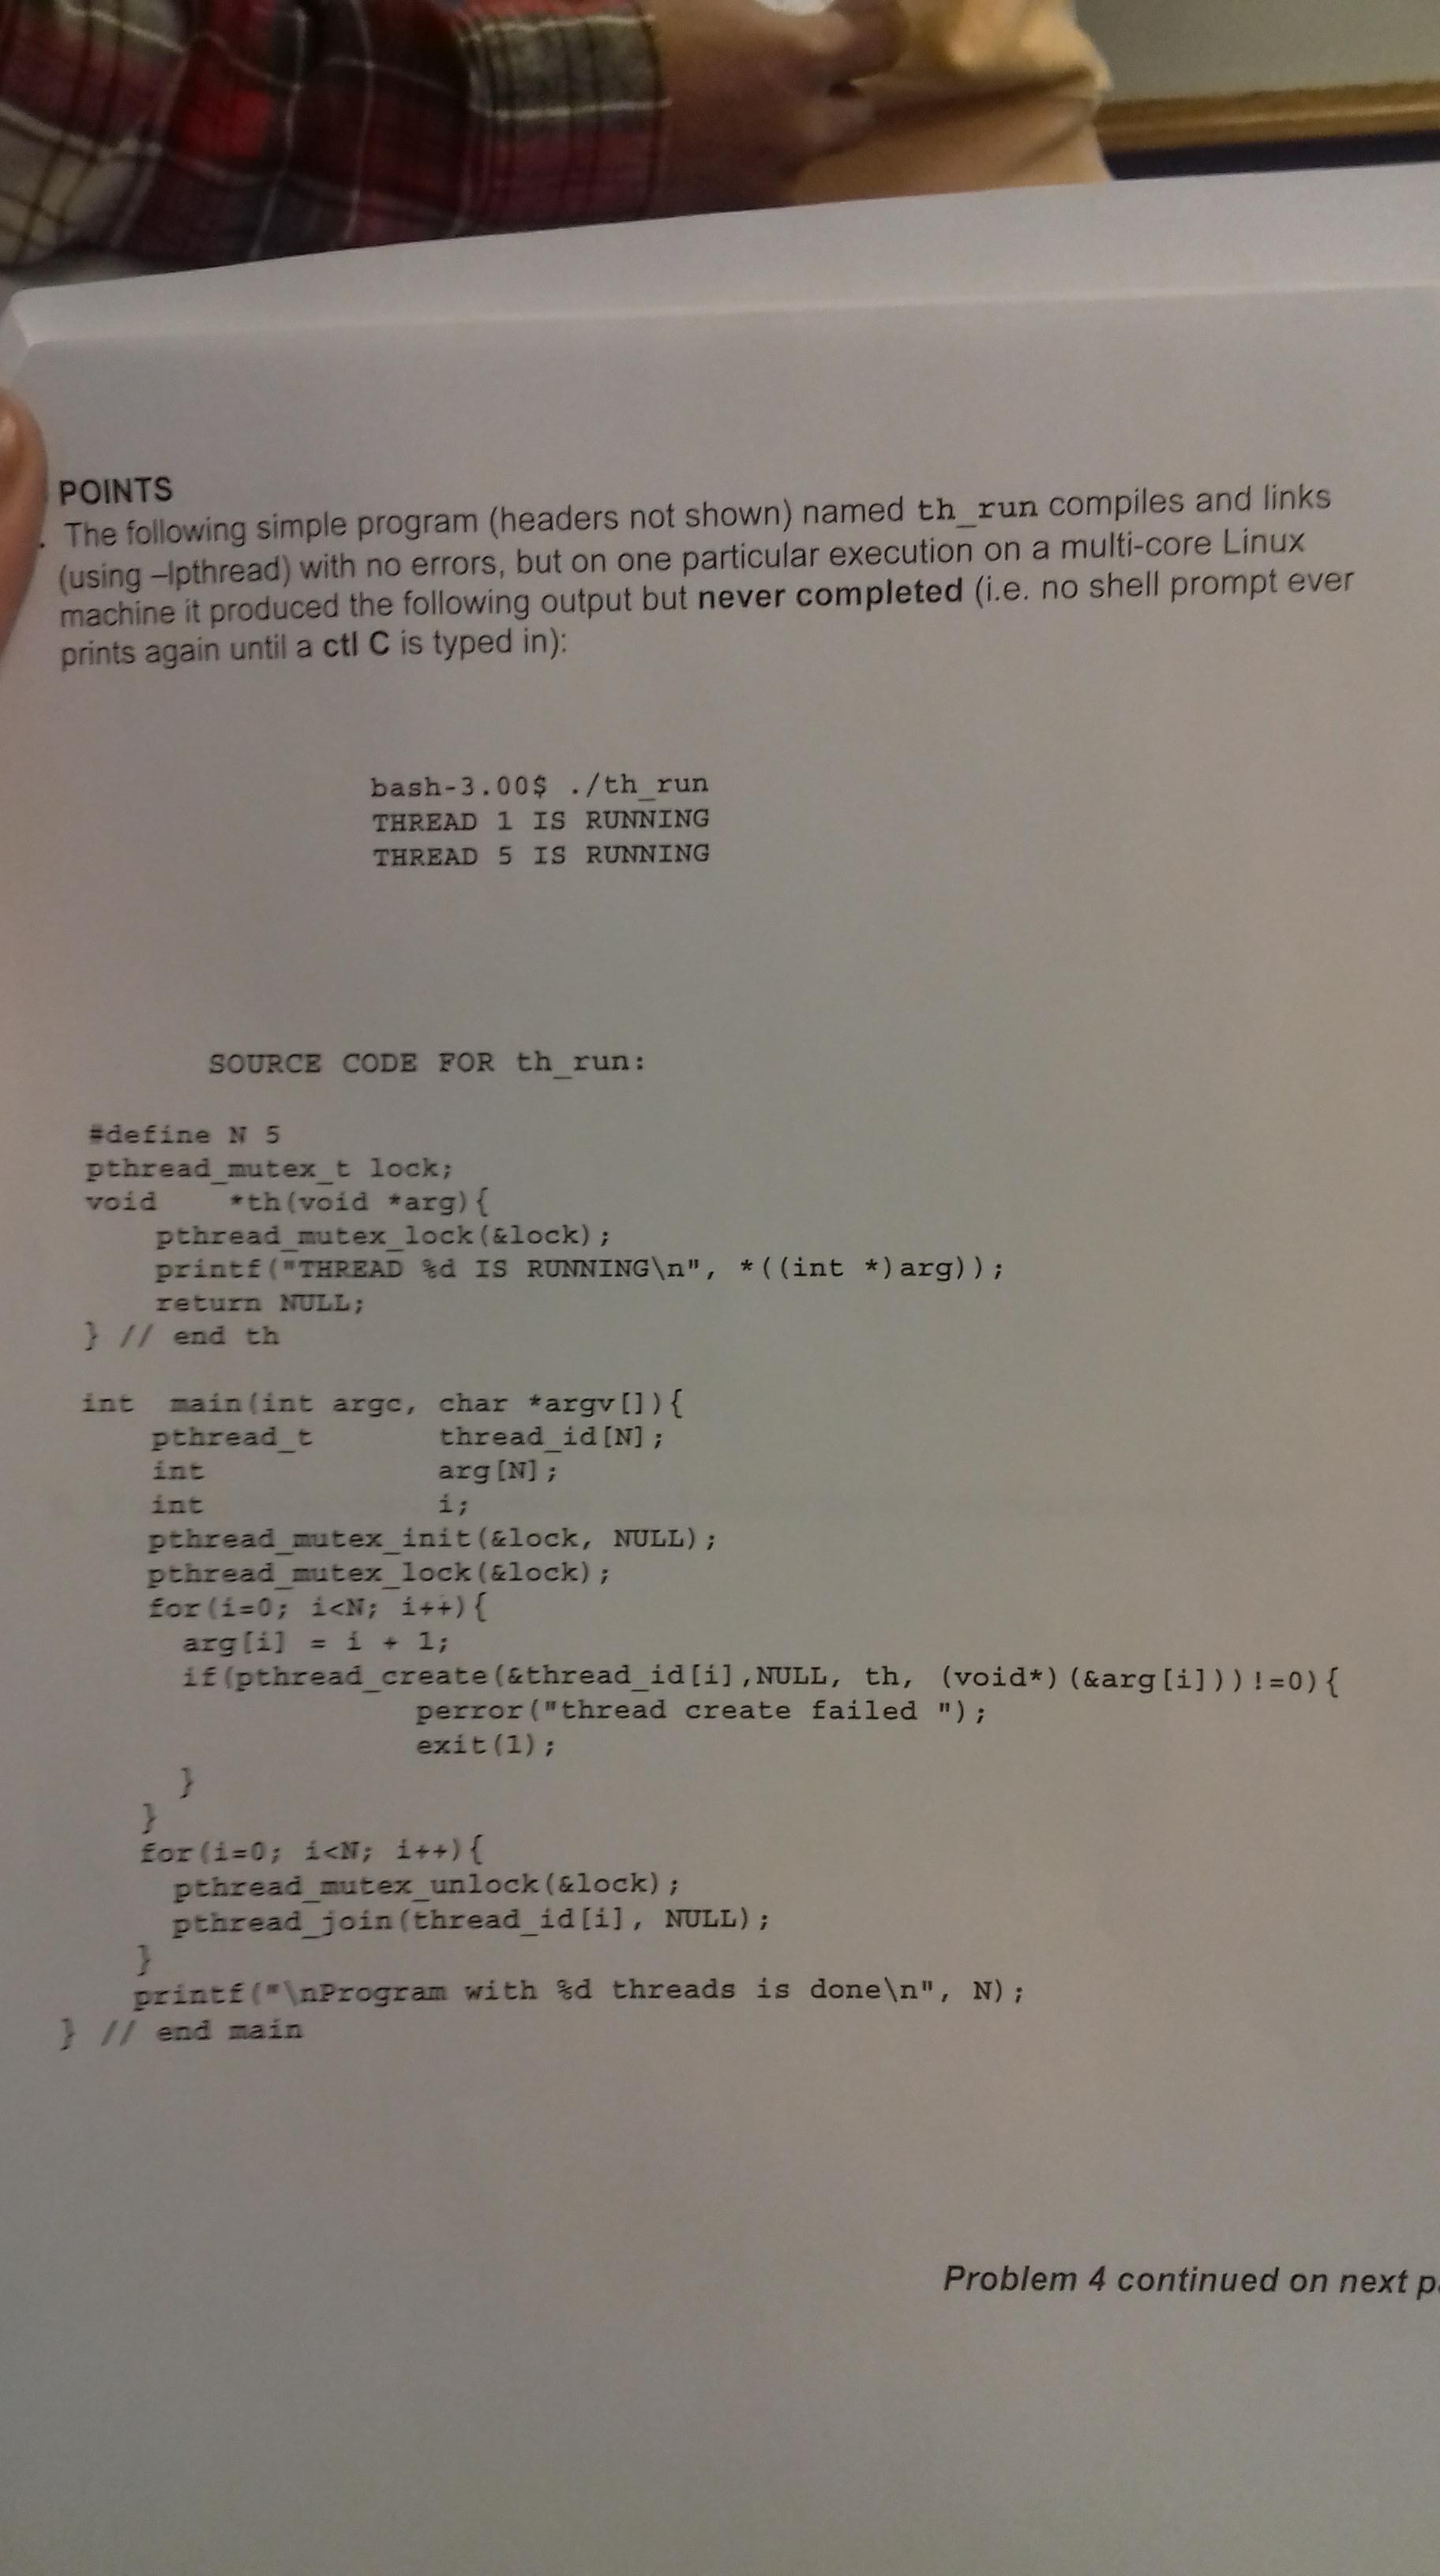 POINTS
. The following simple program (headers not shown) named th_run compiles and links
(using –lpthread) with no errors, but on one particular execution on a multi-core Linux
machine it produced the following output but never completed (i.e. no shell prompt ever
prints again until a ctl C is typed in):
bash-3.00$ ./th_run
THREAD 1 IS RUNNING
THREAD 5 IS RUNNING
SOURCE CODE FOR th_run:
#define N 5
pthread_mutex_t lock;
void    *th(void *arg){
    pthread_mutex_lock(&lock);
    printf("THREAD %d IS RUNNING\n", *((int *)arg));
    return NULL;
} // end th
int  main(int argc, char *argv[]){
    pthread_t       thread_id[N];
    int             arg[N];
    int             i;
    pthread_mutex_init(&lock, NULL);
    pthread_mutex_lock(&lock);
    for(i=0; i<N; i++){
      arg[i] = i + 1;
      if(pthread_create(&thread_id[i],NULL, th, (void*)(&arg[i]))!=0){
                   perror("thread create failed ");
                   exit(1);
      }
    }
    for(i=0; i<N; i++){
      pthread_mutex_unlock(&lock);
      pthread_join(thread_id[i], NULL);
    }
    printf("\nProgram with %d threads is done\n", N);
} // end main
Problem 4 continued on next